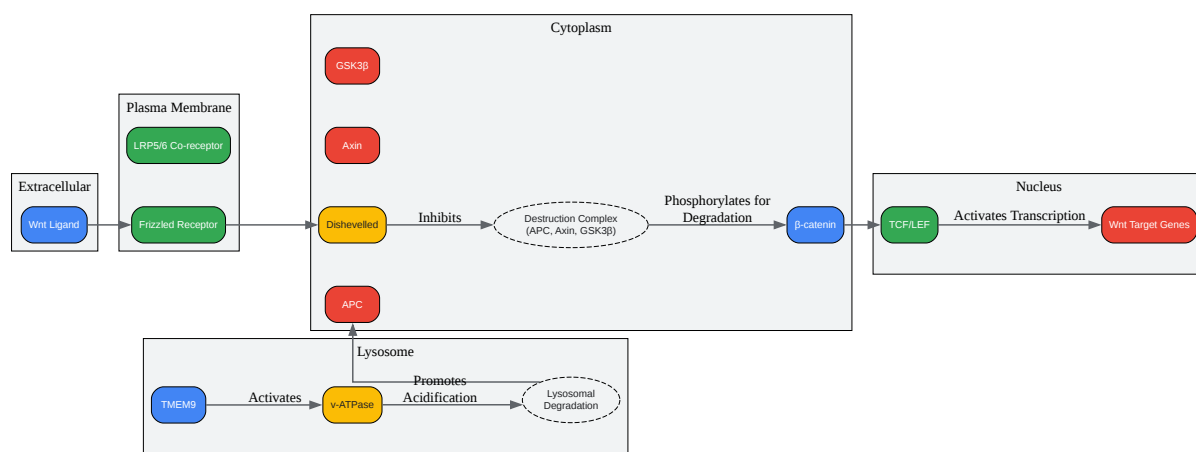 Cytoplasm
GSK3β
Plasma Membrane
LRP5/6 Co-receptor
Axin
Extracellular
Wnt Ligand
Frizzled Receptor
Dishevelled
Inhibits
Destruction Complex
(APC, Axin, GSK3β)
Phosphorylates for
Degradation
β-catenin
Nucleus
TCF/LEF
Activates Transcription
Wnt Target Genes
APC
Lysosome
TMEM9
Activates
v-ATPase
Promotes
Acidification
Lysosomal
Degradation